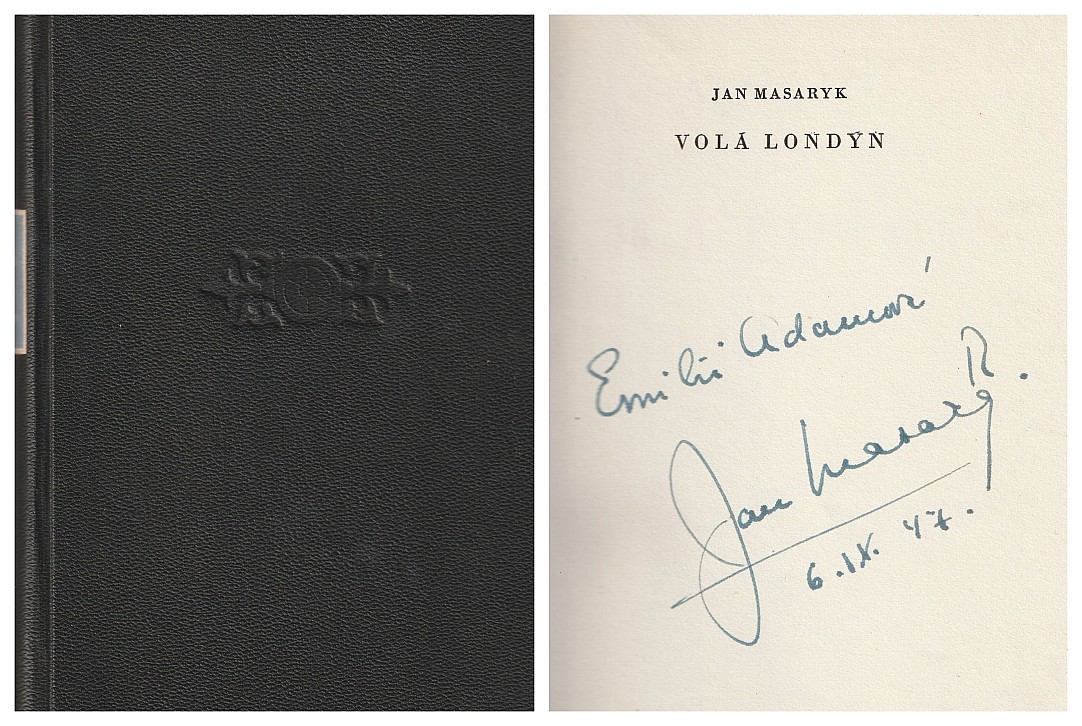 JAN MASARYK
VOLÁ LONDÝN
Emilii Adamové
Jan Masaryk.
6.IX.47.